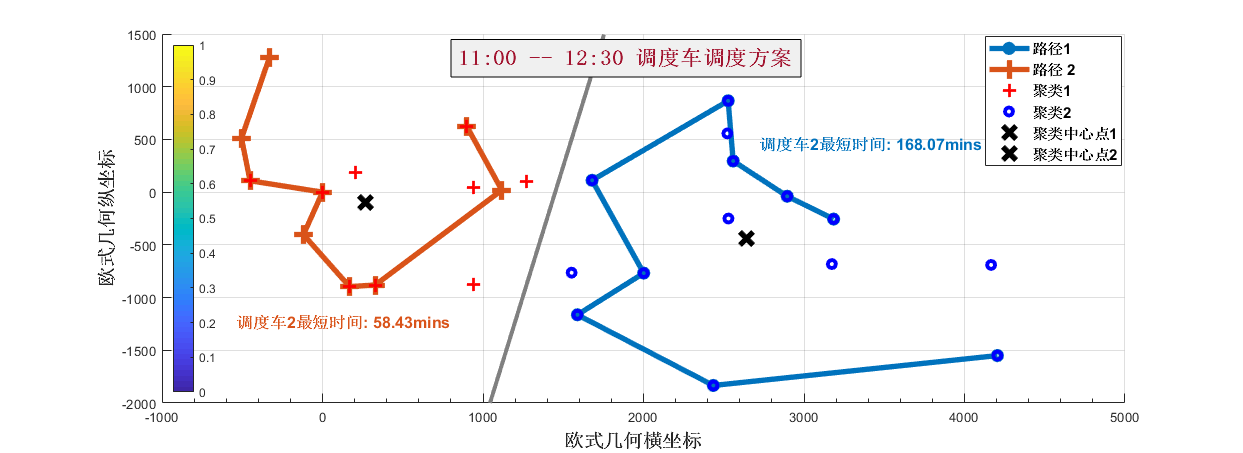 11:00 -- 12:30 调度车调度方案
路径1
路径 2
聚类1
聚类2
聚类中心点1
聚类中心点2
调度车2最短时间: 168.07mins
调度车2最短时间: 58.43mins
欧式几何纵坐标
1500
1000
500
0
-500
-1000
-1500
-2000
1
0.9
0.8
0.7
0.6
0.5
0.4
0.3
0.2
0.1
0
-1000
0
1000
2000
3000
4000
5000
欧式几何横坐标